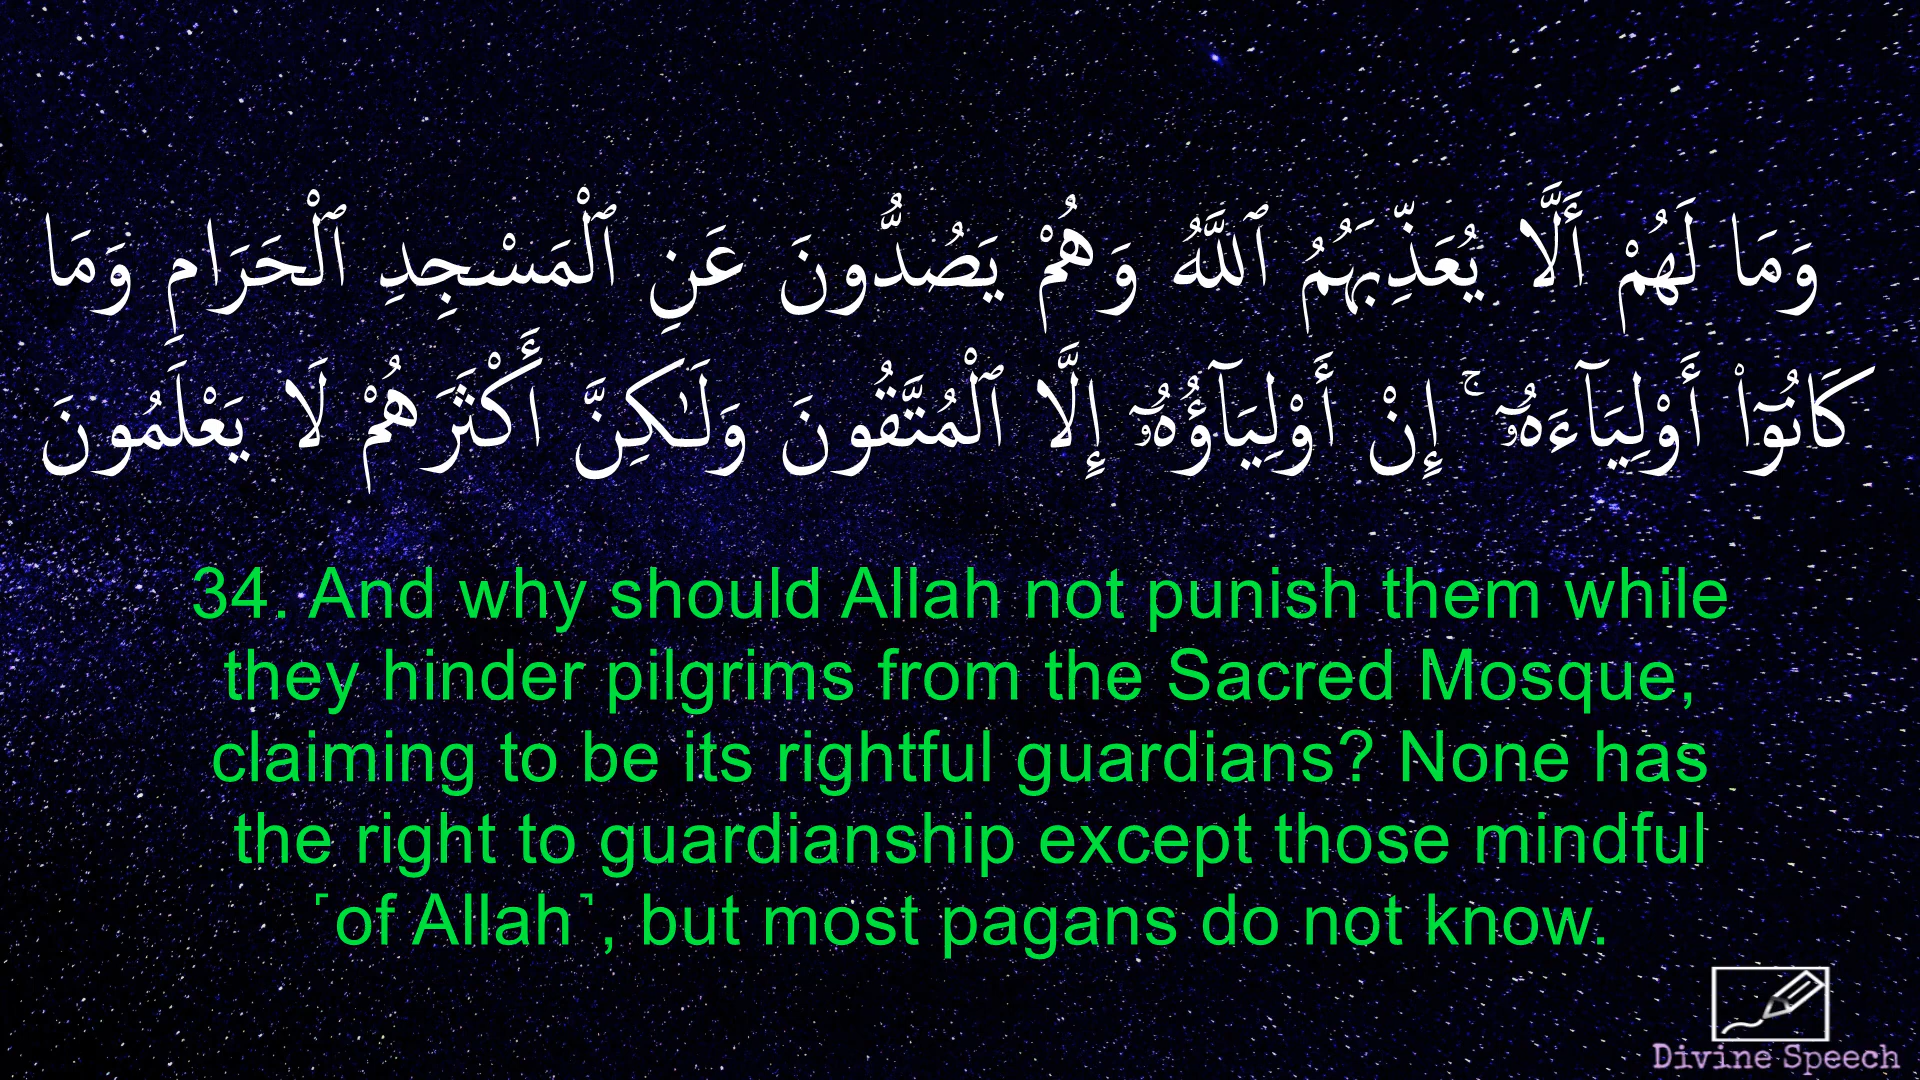 وَمَا لَهُمْ أَلَّا يُعَذِّبَهُمُ ٱللَّهُ وَهُمْ يَصُدُّونَ عَنِ ٱلْمَسْجِدِ ٱلْحَرَامِ وَمَا
كَانُوٓا۟ أَوْلِيَآءَهُۥٓ ۚ إِنْ أَوْلِيَآؤُهُۥٓ إِلَّا ٱلْمُتَّقُونَ وَلَـٰكِنَّ أَكْثَرَهُمْ لَا يَعْلَمُونَ
34. And why should Allah not punish them while
they hinder pilgrims from the Sacred Mosque,
claiming to be its rightful guardians? None has
the right to guardianship except those mindful
˹of Allah˺, but most pagans do not know.
Divine Speech